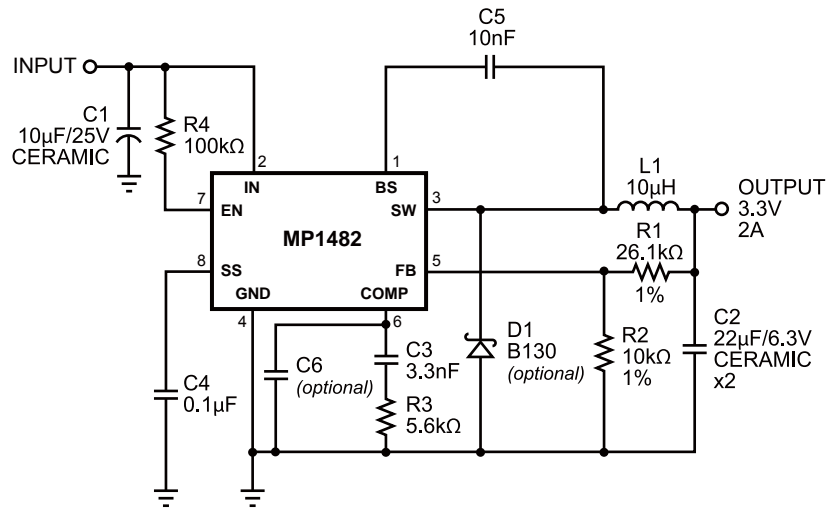 C5
10nF
INPUT
C1
10µF/25V
CERAMIC
R4
100kΩ
2
1
IN
BS
7
EN
SW
3
MP1482
8
SS
FB
5
GND
COMP
4
6
L1
10µH
OUTPUT
3.3V
2A
R1
26.1kΩ
1%
C4
0.1µF
C6
(optional)
C3
3.3nF
R3
5.6kΩ
D1
B130
(optional)
R2
10kΩ
1%
C2
22µF/6.3V
CERAMIC
x2